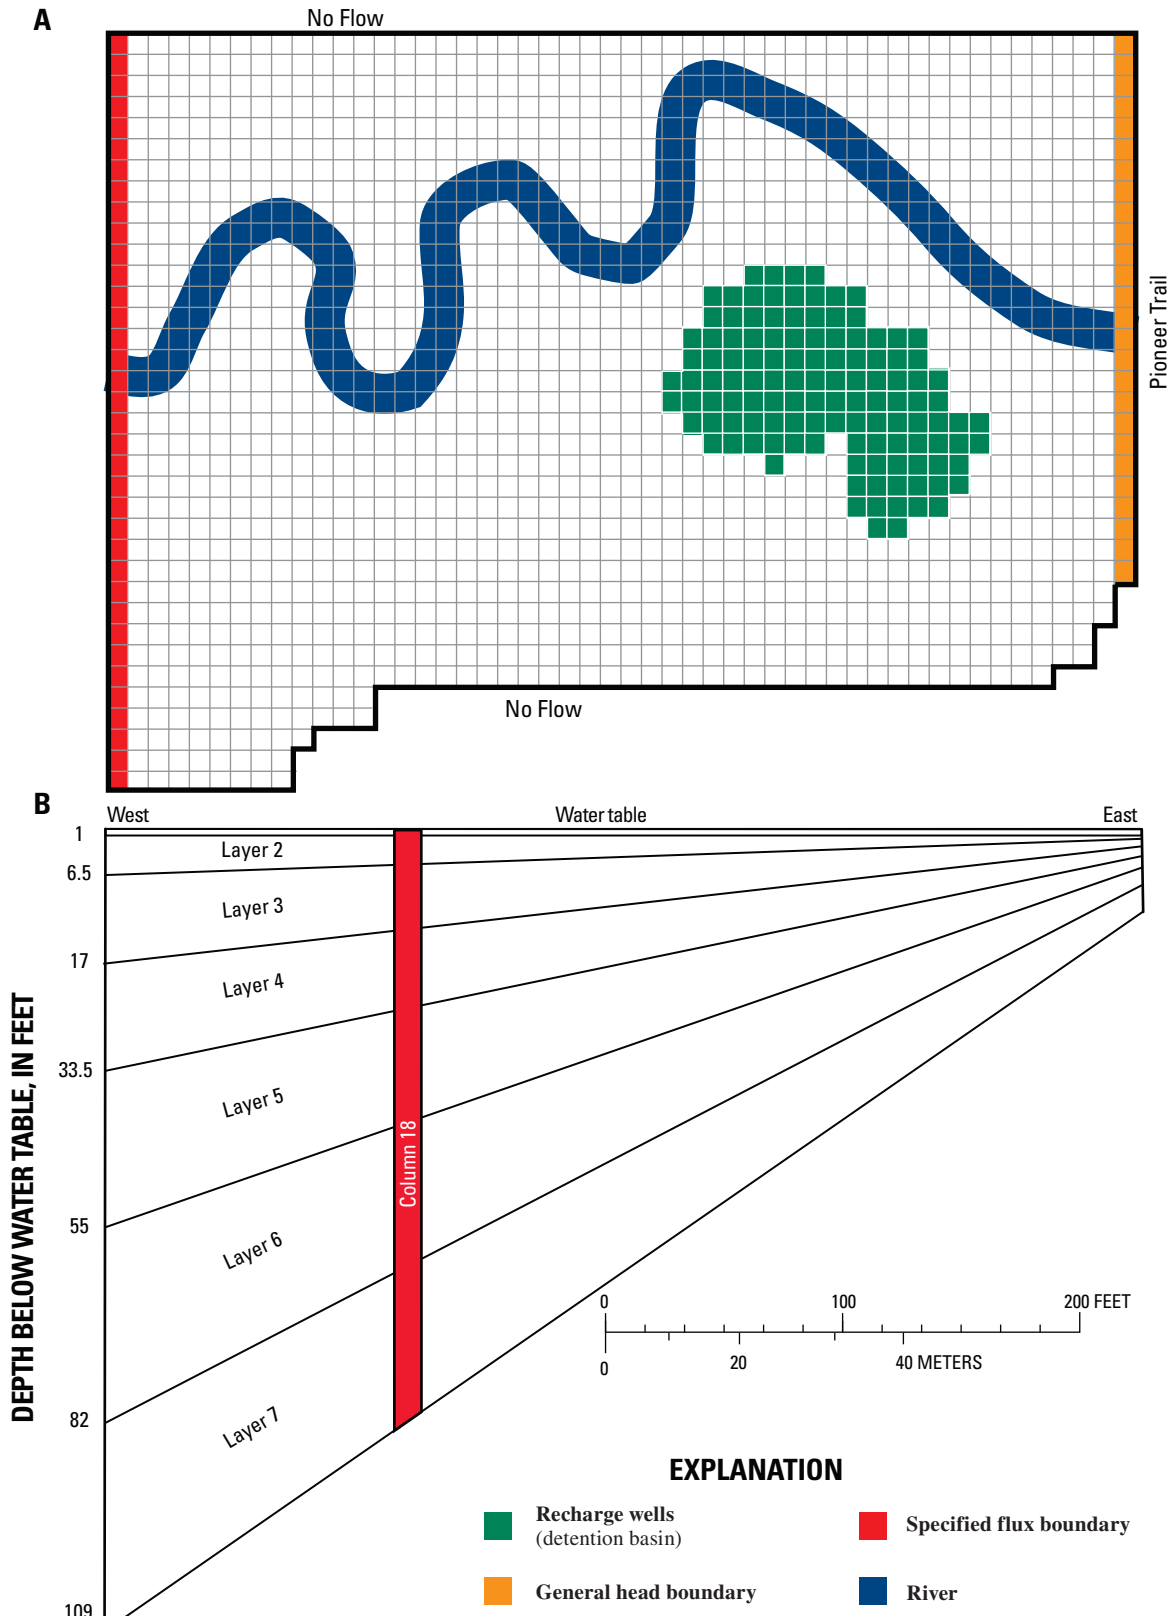 A
No Flow
Pioneer Trail
No Flow
B
West
Water table
East
1
Layer 2
6.5
Layer 3
17
Layer 4
33.5
Layer 5
Column 18
55
Layer 6
82
Layer 7
109
DEPTH BELOW WATER TABLE, IN FEET
0
100
200 FEET
0
20
40 METERS
EXPLANATION
Recharge wells
(detention basin)
Specified flux boundary
General head boundary
River